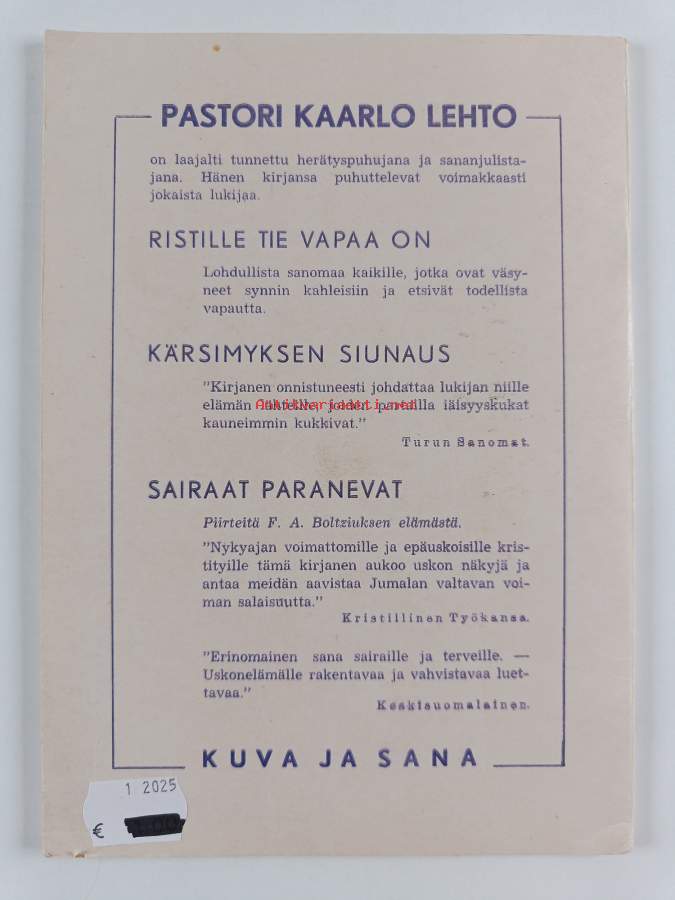 PASTORI KAARLO LEHTO
on laajalti tunnettu herätyspuhujana ja sananjulista-
jana. Hänen kirjansa puhuttelevat voimakkaasti
jokaista lukijaa.
RISTILLE TIE VAPAA ON
Lohdullista sanomaa kaikille, jotka ovat väsy-
neet synnin kahleisiin ja etsivät todellista
vapautta.
KÄRSIMYKSEN SIUNAUS
"Kirjanen onnistuneesti johdattaa lukijan niille
elämän lähteille, joiden partailla iäisyyskukat
kauneimmin kukkivat."
Turun Sanomat.
SAIRAAT PARANEVAT
Piirteitä F. A. Boltziuksen elämästä.
"Nykyajan voimattomille ja epäuskoisille kris-
tityille tämä kirjanen aukoo uskon näkyjä ja
antaa meidän aavistaa Jumalan valtavan voi-
man salaisuutta."
Kristillinen Työkansa.
"Erinomainen sana sairaille ja terveille. —
Uskonelämälle rakentavaa ja vahvistavaa luet-
tavaa."
Keskisuomalainen.
KUVA JA SANA
1 2025
€